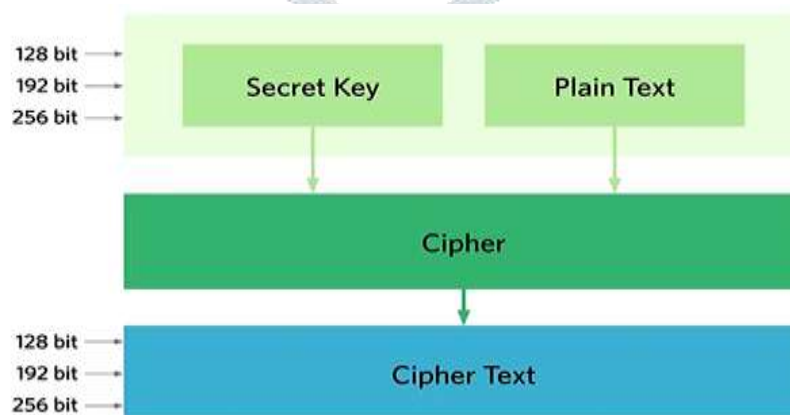 128 bit
192 bit
256 bit
Secret Key
Plain Text
Cipher
128 bit
192 bit
256 bit
Cipher Text